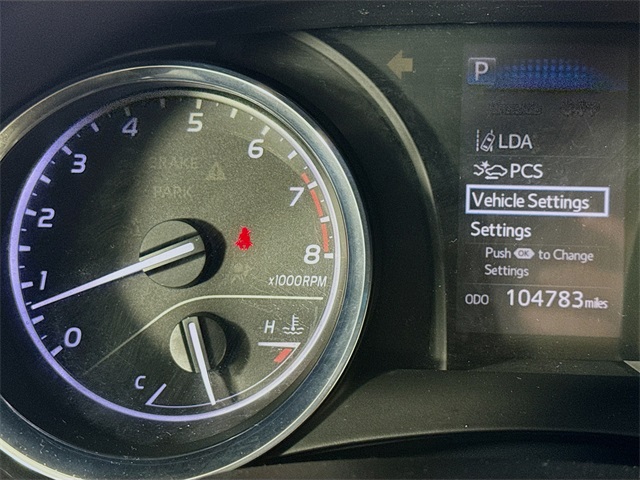 P
LDA
PCS
Vehicle Settings
Settings
Push OK to Change
Settings
ODO 104783 miles
0
1
2
3
4
5
6
7
8
x1000RPM
BRAKE
PARK
H
C